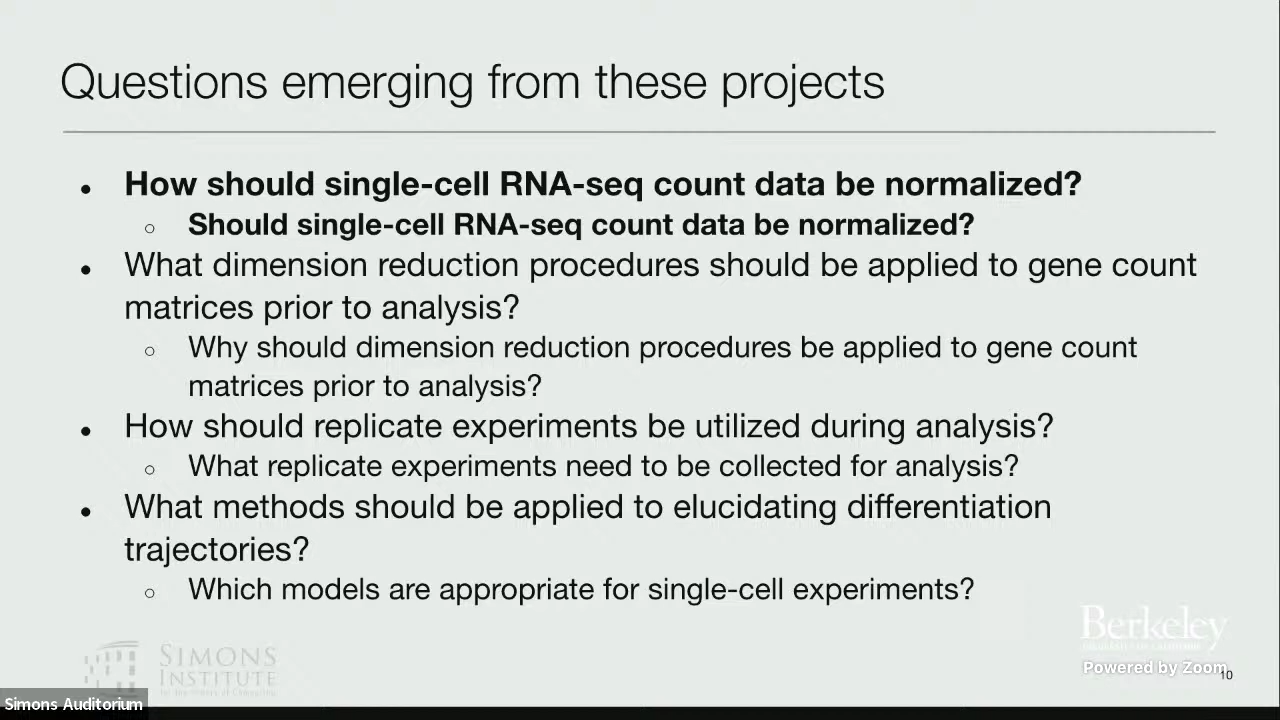 Questions emerging from these projects
● How should single-cell RNA-seq count data be normalized?
○ Should single-cell RNA-seq count data be normalized?
● What dimension reduction procedures should be applied to gene count
matrices prior to analysis?
○ Why should dimension reduction procedures be applied to gene count
matrices prior to analysis?
● How should replicate experiments be utilized during analysis?
○ What replicate experiments need to be collected for analysis?
● What methods should be applied to elucidating differentiation
trajectories?
○ Which models are appropriate for single-cell experiments?
Berkeley
SIMONS
INSTITUTE
Powered by Zoom
10
Simons Auditorium